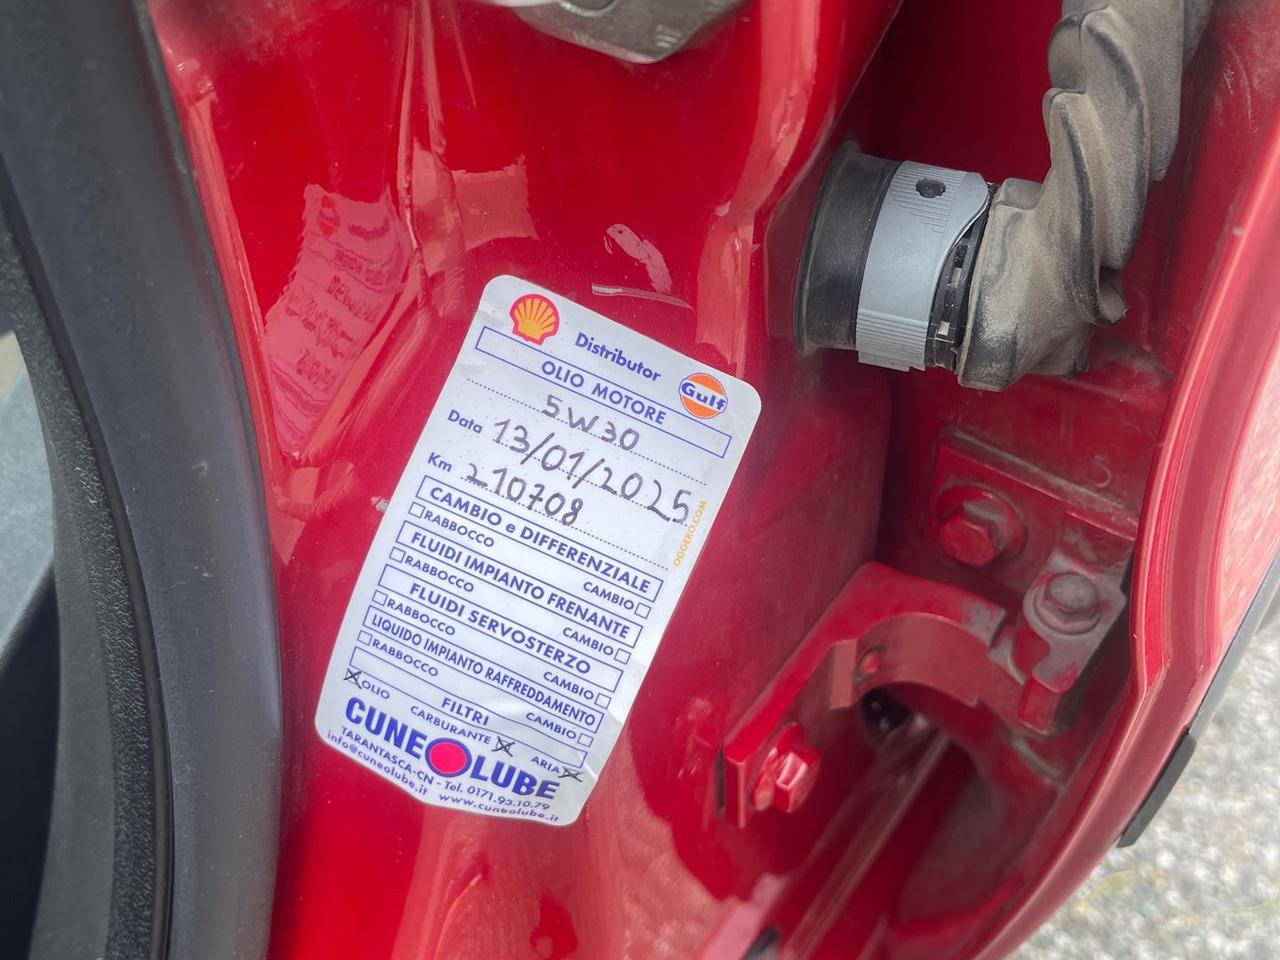 Distributor
Gulf
OLIO MOTORE
5W30
Data 13/01/2025
Km 210708
OGGERO.COM
CAMBIO e DIFFERENZIALE
RABBOCCO CAMBIO
FLUIDI IMPIANTO FRENANTE
RABBOCCO CAMBIO
FLUIDI SERVOSTERZO
RABBOCCO CAMBIO
LIQUIDO IMPIANTO RAFFREDDAMENTO
RABBOCCO CAMBIO
FILTRI
OLIO CARBURANTE ARIA
CUNEOLUBE
TARANTASCA-CN - Tel. 0171.93.10.79
info@cuneolube.it www.cuneolube.it